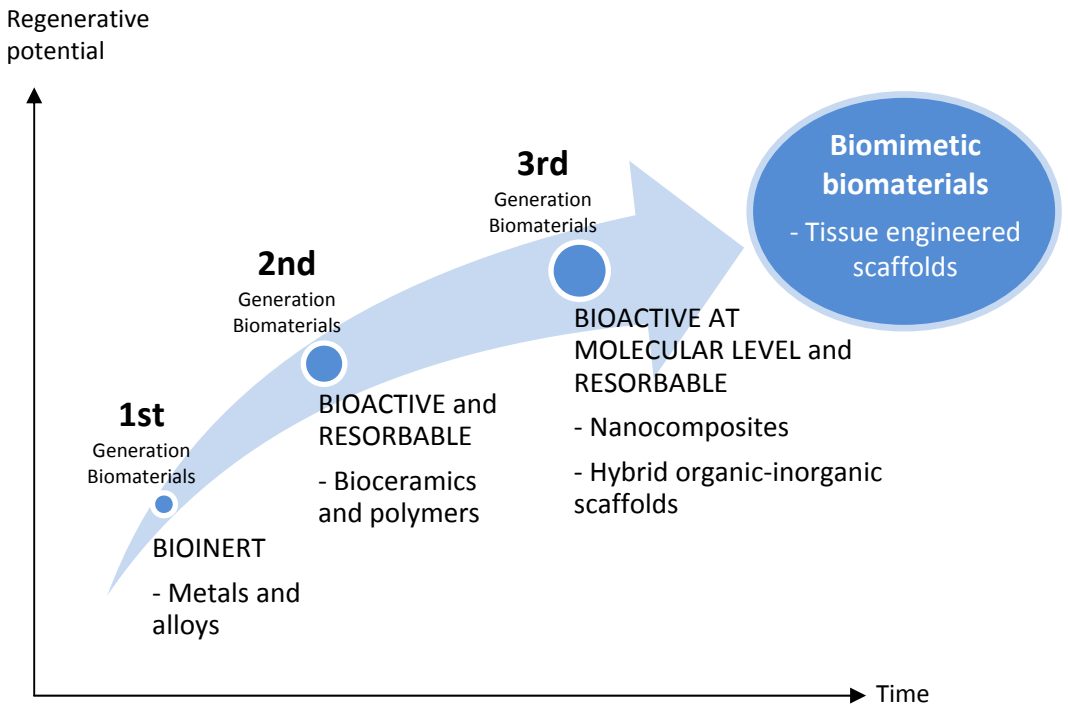 Regenerative
potential
Biomimetic
biomaterials
- Tissue engineered
scaffolds
3rd
Generation
Biomaterials
2nd
Generation
Biomaterials
BIOACTIVE AT
MOLECULAR LEVEL and
RESORBABLE
- Nanocomposites
- Hybrid organic-inorganic
scaffolds
BIOACTIVE and
RESORBABLE
- Bioceramics
and polymers
1st
Generation
Biomaterials
BIOINERT
- Metals and
alloys
Time